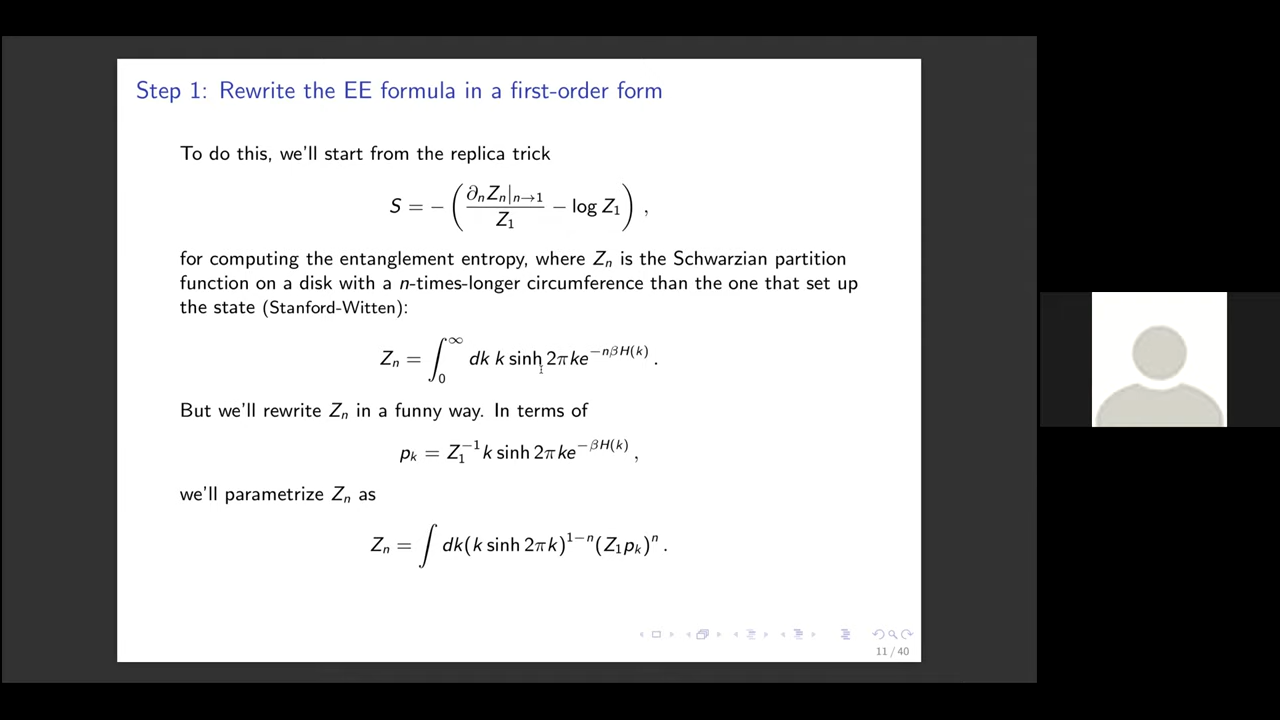 Step 1: Rewrite the EE formula in a first-order form
To do this, we'll start from the replica trick
S = − ( ∂ₙZₙ|ₙ→₁ / Z₁ − log Z₁ ) ,
for computing the entanglement entropy, where Zₙ is the Schwarzian partition
function on a disk with a n-times-longer circumference than the one that set up
the state (Stanford-Witten):
Zₙ = ∫₀^∞ dk k sinh 2πke^{−nβH(k)} .
But we'll rewrite Zₙ in a funny way. In terms of
pₖ = Z₁⁻¹ k sinh 2πke^{−βH(k)} ,
we'll parametrize Zₙ as
Zₙ = ∫ dk(k sinh 2πk)^{1−n}(Z₁pₖ)ⁿ .
11 / 40